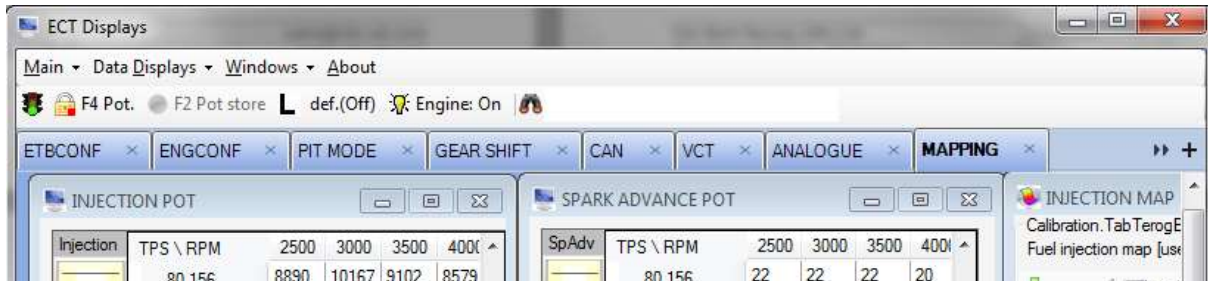 ECT Displays
Main Data Displays Windows About
F4 Pot. F2 Pot store L def.(Off) Engine: On
ETBCONF ENGCONF PIT MODE GEAR SHIFT CAN VCT ANALOGUE MAPPING
INJECTION POT SPARK ADVANCE POT INJECTION MAP
Calibration.TabTerogE
Injection TPS \ RPM 2500 3000 3500 SpAdv TPS \ RPM 2500 3000 3500
Fuel injection map [use
80.156 8890 10167 9102 8579 80.156 22 22 22 20